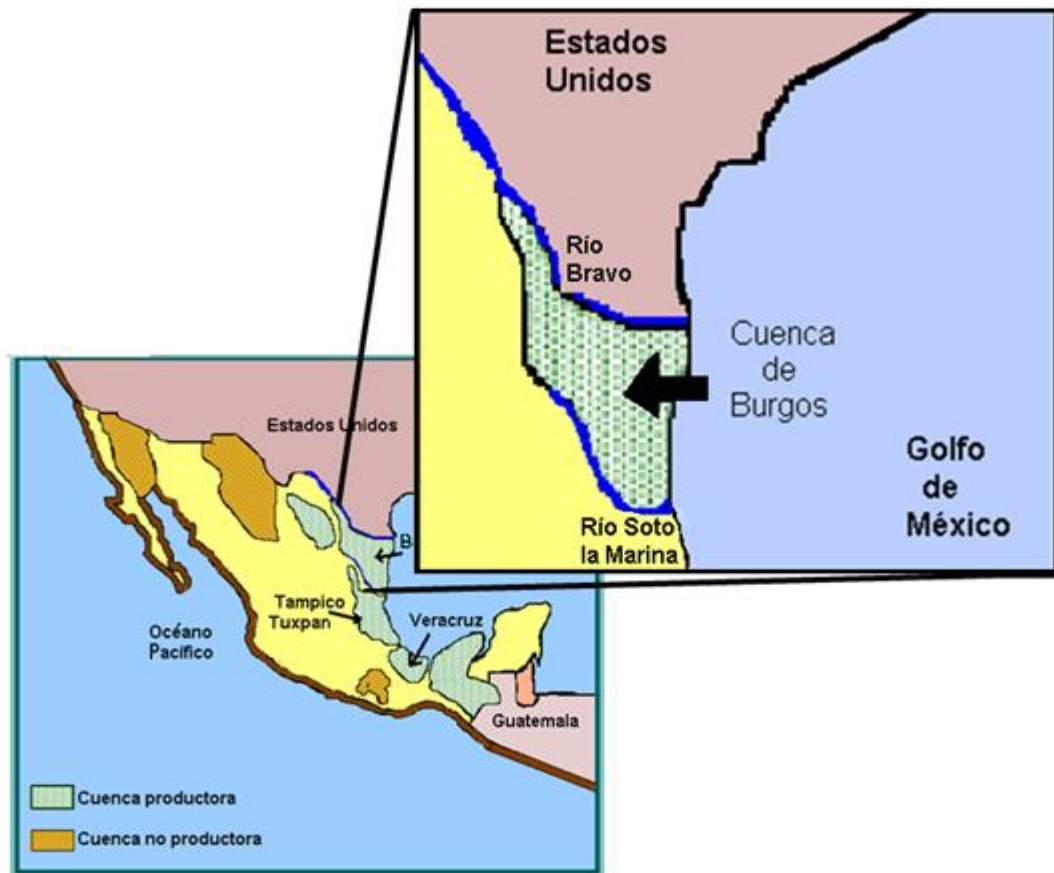 Estados
Unidos
Río
Bravo
Cuenca
de
Burgos
Golfo
de
México
Río Soto
la Marina
Estados Unidos
B
Tampico
Tuxpan
Veracruz
Océano
Pacífico
Guatemala
Cuenca productora
Cuenca no productora